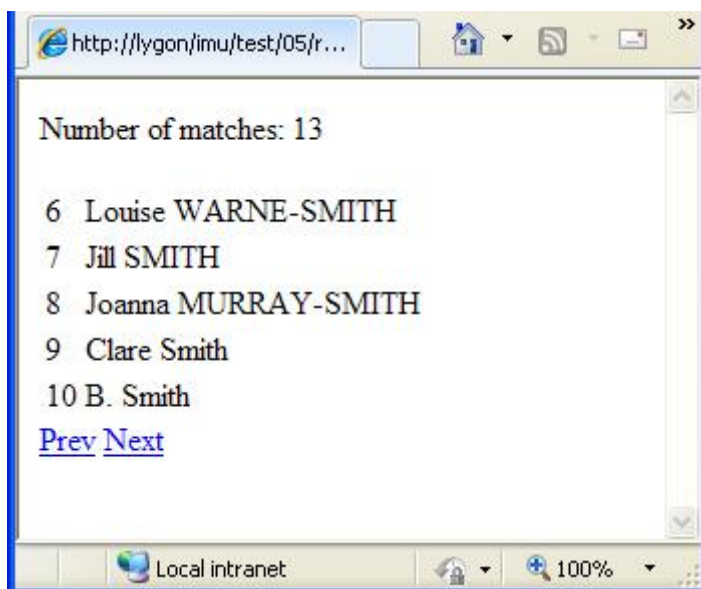 http://lygon/imu/test/05/r...
»
Number of matches: 13
6 Louise WARNE-SMITH
7 Jill SMITH
8 Joanna MURRAY-SMITH
9 Clare Smith
10 B. Smith
Prev Next
Local intranet 100%